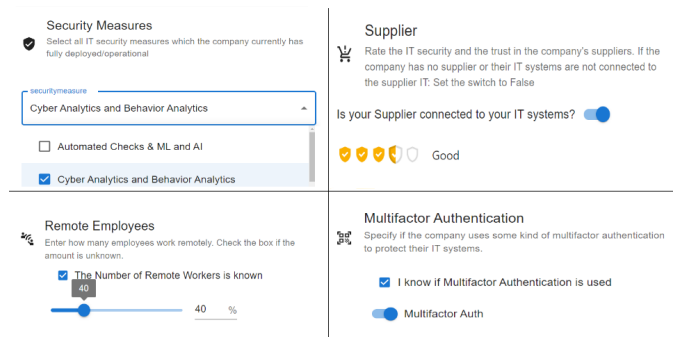 Security Measures
Select all IT security measures which the company currently has
fully deployed/operational
securitymeasure
Cyber Analytics and Behavior Analytics
Automated Checks & ML and AI
Cyber Analytics and Behavior Analytics
Supplier
Rate the IT security and the trust in the company's suppliers. If the
company has no supplier or their IT systems are not connected to
the supplier IT: Set the switch to False
Is your Supplier connected to your IT systems?
Good
Remote Employees
Enter how many employees work remotely. Check the box if the
amount is unknown.
The Number of Remote Workers is known
40
40 %
Multifactor Authentication
Specify if the company uses some kind of multifactor authentication
to protect their IT systems.
I know if Multifactor Authentication is used
Multifactor Auth